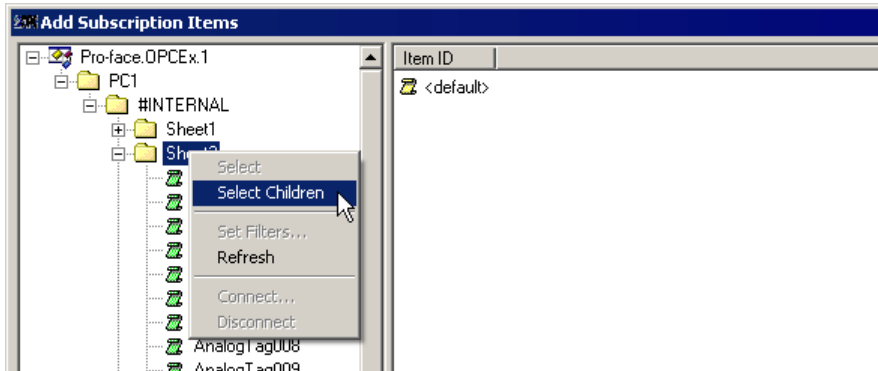 Add Subscription Items
Pro-face.OPCEx.1
PC1
#INTERNAL
Sheet1
Item ID
<default>
Select
Select Children
Set Filters...
Refresh
Connect...
Disconnect
AnalogTag008
AnalogTag009